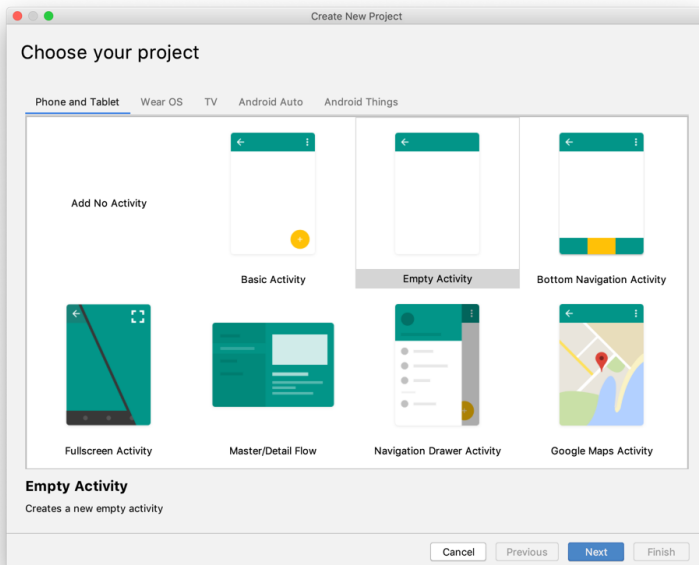 Create New Project
Choose your project
Phone and Tablet Wear OS TV Android Auto Android Things
Add No Activity
Basic Activity Empty Activity Bottom Navigation Activity
Fullscreen Activity Master/Detail Flow Navigation Drawer Activity Google Maps Activity
Empty Activity
Creates a new empty activity
Cancel Previous Next Finish